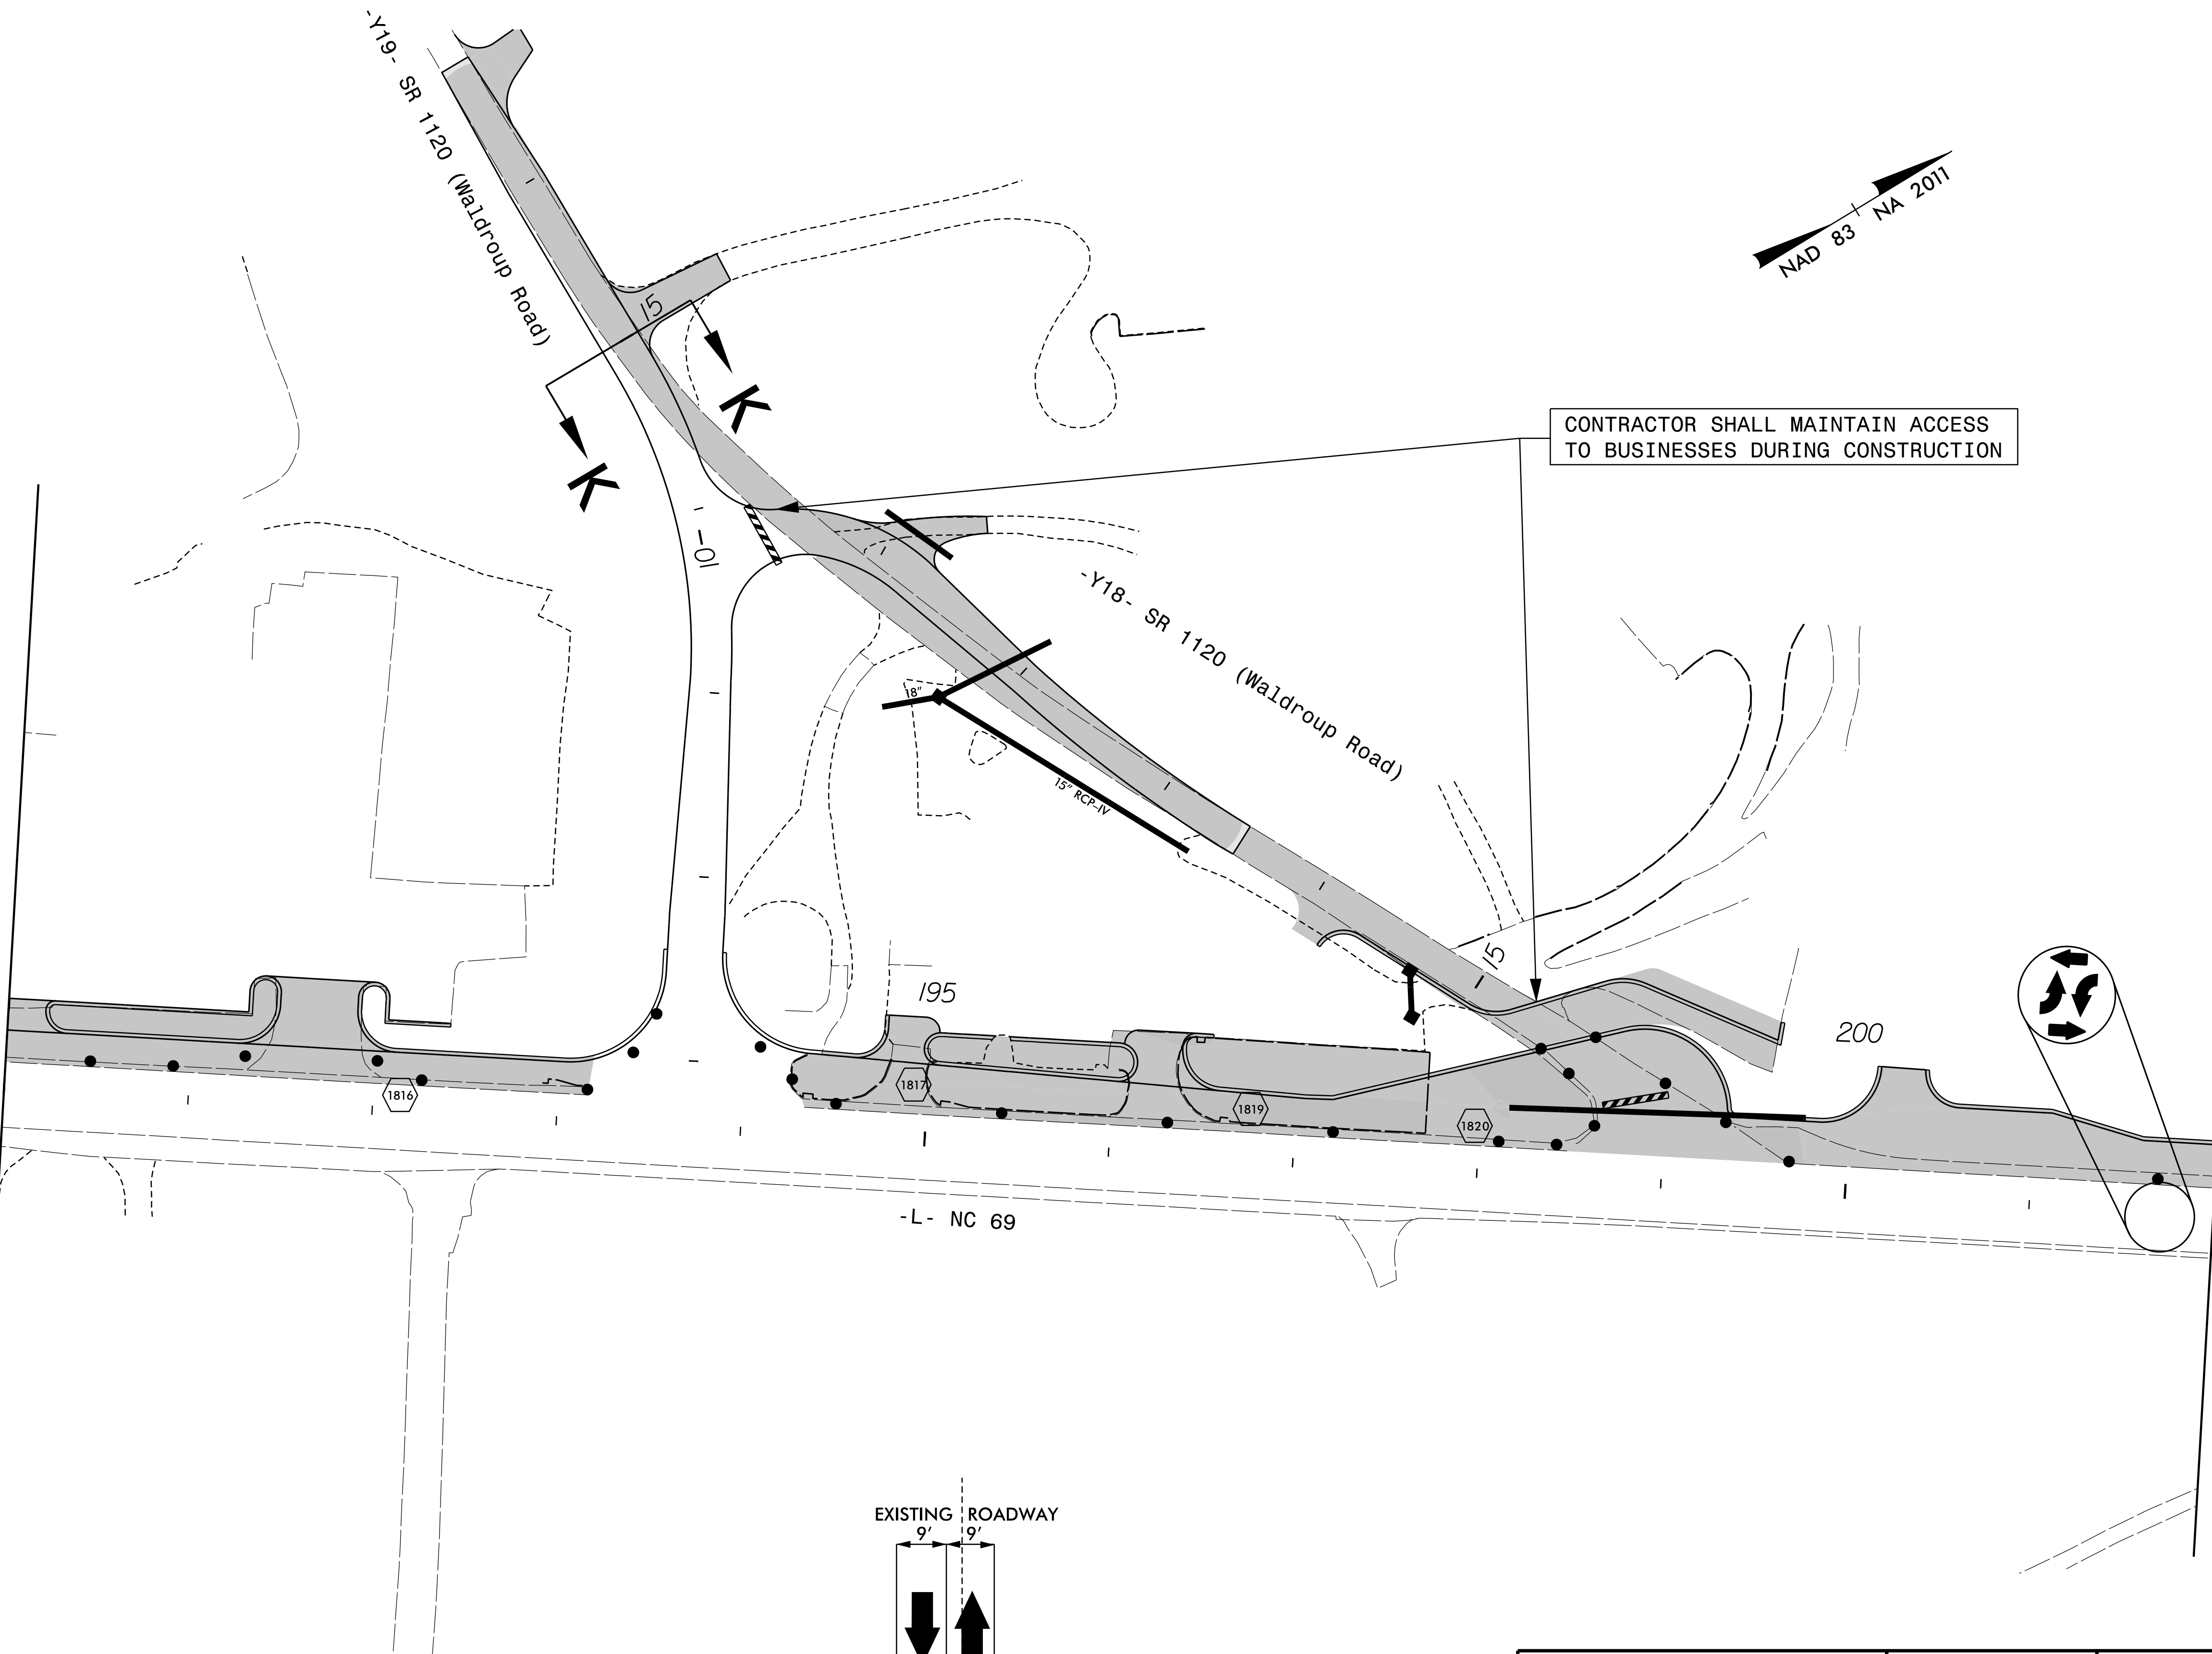 -Y19- SR 1120 (Waldroup Road)
NAD 83 NA 2011
15
K
K
CONTRACTOR SHALL MAINTAIN ACCESS
TO BUSINESSES DURING CONSTRUCTION
10
-Y18- SR 1120 (Waldroup Road)
18"
15" RCP-IV
15
195
200
1816
1817
1819
1820
-L- NC 69
EXISTING ROADWAY
9' 9'